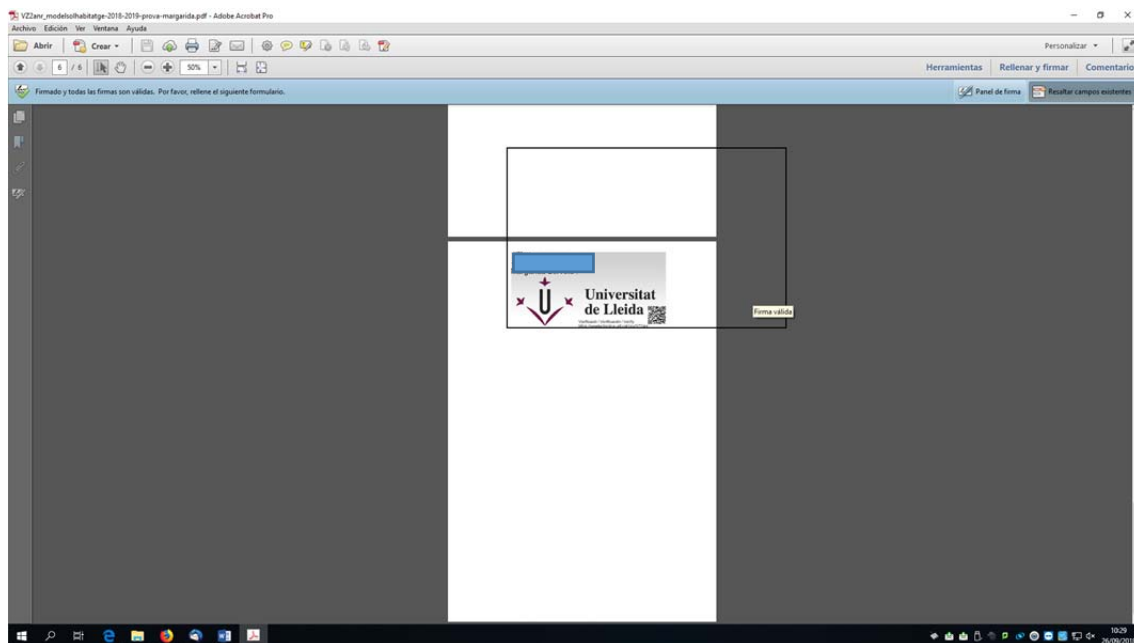 VZ2anr_modelsolhabitatge-2018-2019-prova-margarida.pdf - Adobe Acrobat Pro
Archivo Edición Ver Ventana Ayuda
Abrir Crear Personalizar
6 / 6 50% Herramientas Rellenar y firmar Comentario
Firmado y todas las firmas son válidas. Por favor, rellene el siguiente formulario. Panel de firma Resaltar campos existentes
Universitat
de Lleida
Firma válida
10:29